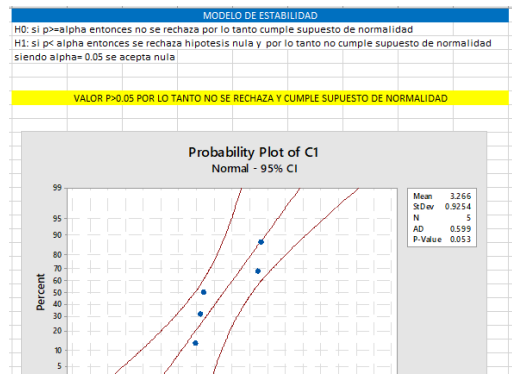 MODELO DE ESTABILIDAD
H0: si p>=alpha entonces no se rechaza por lo tanto cumple supuesto de normalidad
H1: si p< alpha entonces se rechaza hipotesis nula y por lo tanto no cumple supuesto de normalidad
siendo alpha= 0.05 se acepta nula
VALOR P>0.05 POR LO TANTO NO SE RECHAZA Y CUMPLE SUPUESTO DE NORMALIDAD
Probability Plot of C1
Normal - 95% CI
Mean 3.266
StDev 0.9254
N 5
AD 0.599
P-Value 0.053
Percent
99
95
90
80
70
60
50
40
30
20
10
5